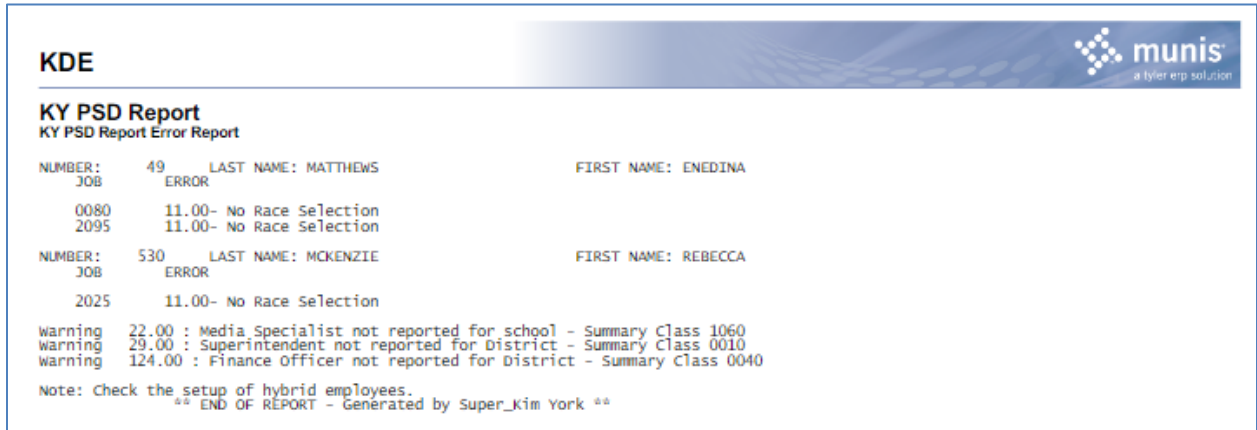 KDE
munis
a tyler erp solution
KY PSD Report
KY PSD Report Error Report
NUMBER: 49 LAST NAME: MATTHEWS FIRST NAME: ENEDINA
JOB ERROR
0080 11.00- No Race Selection
2095 11.00- No Race Selection
NUMBER: 530 LAST NAME: MCKENZIE FIRST NAME: REBECCA
JOB ERROR
2025 11.00- No Race Selection
Warning 22.00 : Media Specialist not reported for school - Summary Class 1060
Warning 29.00 : Superintendent not reported for District - Summary Class 0010
Warning 124.00 : Finance Officer not reported for District - Summary Class 0040
Note: Check the setup of hybrid employees.
** END OF REPORT - Generated by Super_Kim York **